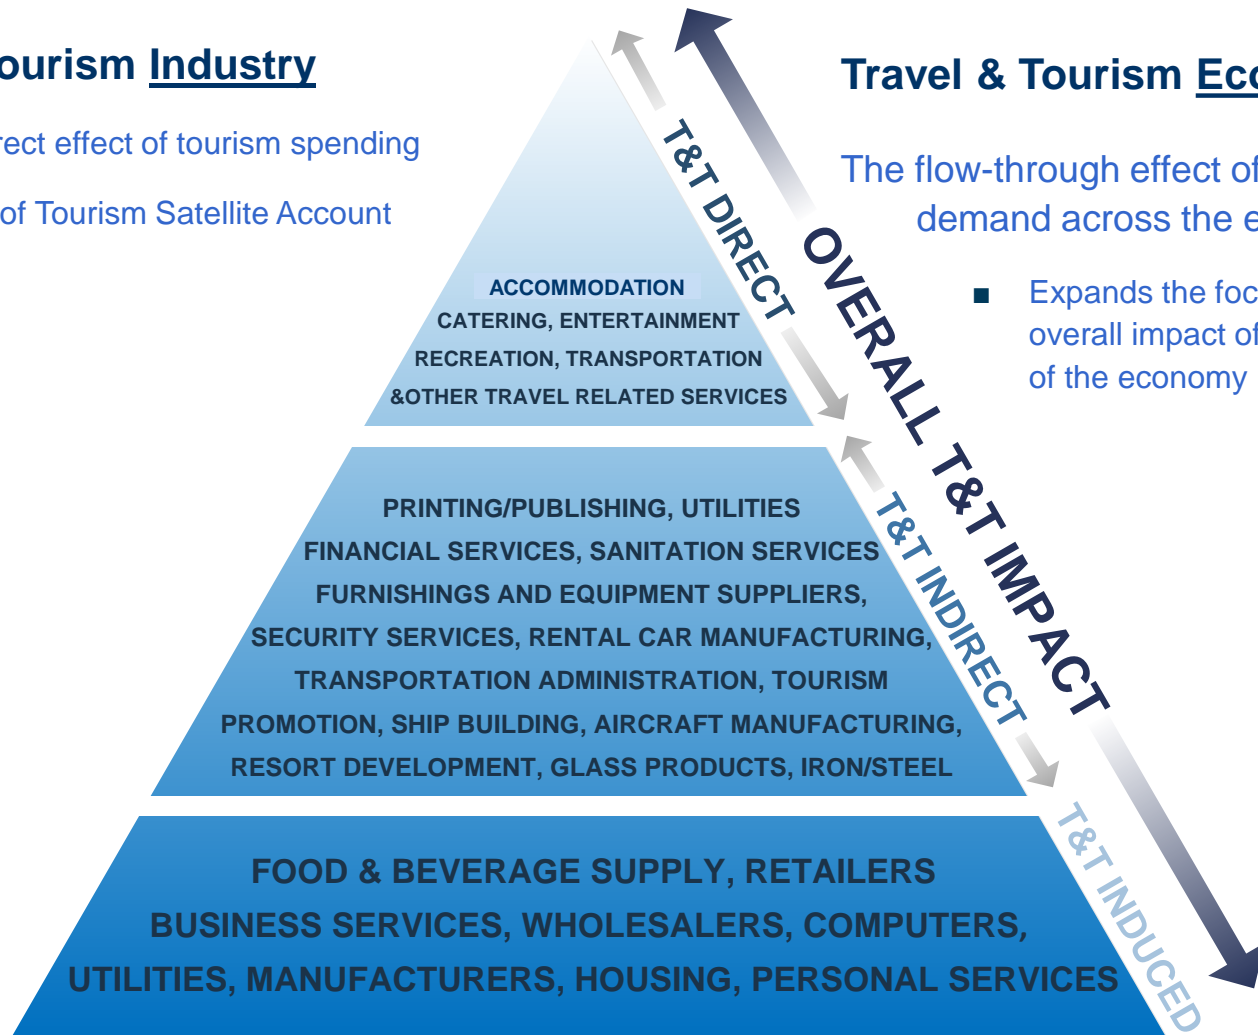 ourism Industry
rect effect of tourism spending
of Tourism Satellite Account
Travel & Tourism Eco
The flow-through effect of
demand across the e
■ Expands the foc
overall impact of
of the economy
ACCOMMODATION
CATERING, ENTERTAINMENT
RECREATION, TRANSPORTATION
&OTHER TRAVEL RELATED SERVICES
PRINTING/PUBLISHING, UTILITIES
FINANCIAL SERVICES, SANITATION SERVICES
FURNISHINGS AND EQUIPMENT SUPPLIERS,
SECURITY SERVICES, RENTAL CAR MANUFACTURING,
TRANSPORTATION ADMINISTRATION, TOURISM
PROMOTION, SHIP BUILDING, AIRCRAFT MANUFACTURING,
RESORT DEVELOPMENT, GLASS PRODUCTS, IRON/STEEL
FOOD & BEVERAGE SUPPLY, RETAILERS
BUSINESS SERVICES, WHOLESALERS, COMPUTERS,
UTILITIES, MANUFACTURERS, HOUSING, PERSONAL SERVICES
T&T DIRECT
T&T INDIRECT
T&T INDUCED
OVERALL T&T IMPACT